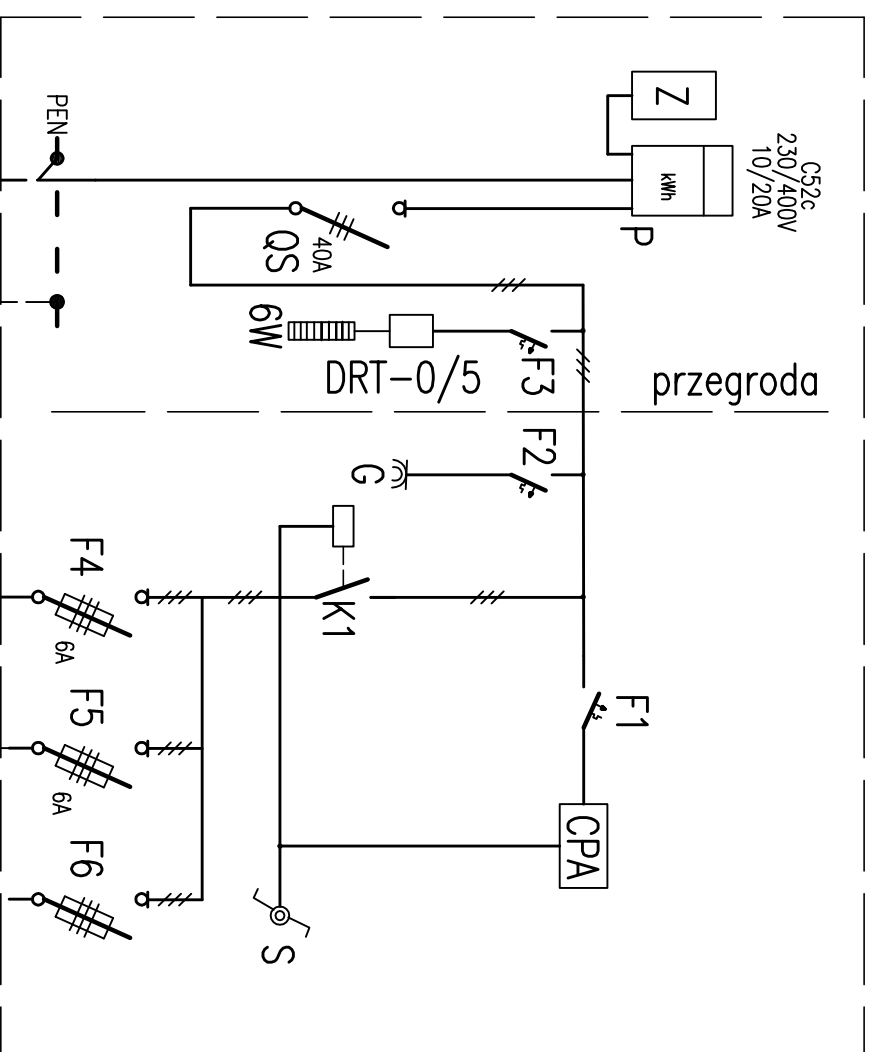 Z
C52c
230/400V
10/20A
kWh
P
PEN
40A
QS
6W
DRT-0/5
F3
przegroda
F2
G
K1
F4
6A
F5
6A
F6
F1
CPA
S